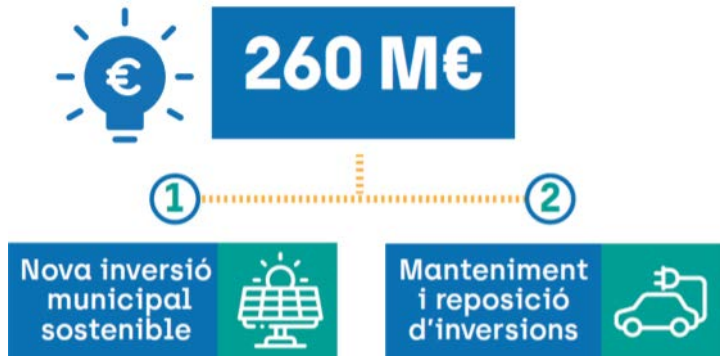 €
260 M€
1
2
Nova inversió
municipal
sostenible
Manteniment
i reposició
d'inversions